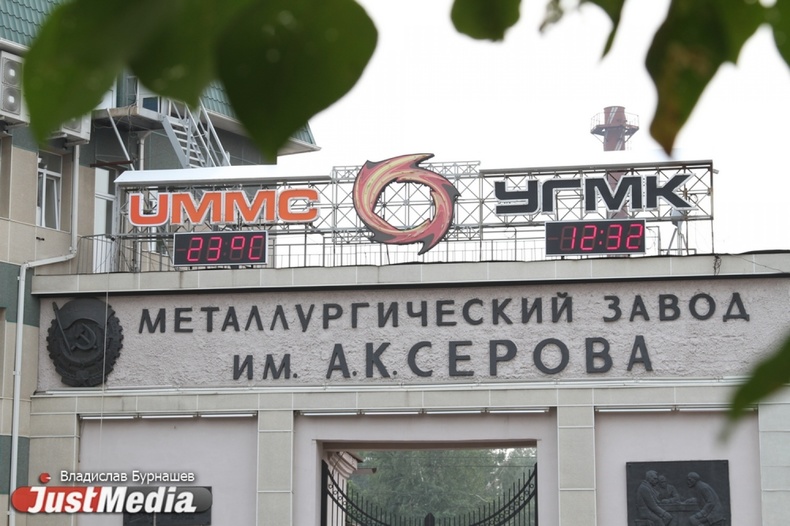 UMMC УГМК
23°C 12:32
МЕТАЛЛУРГИЧЕСКИЙ ЗАВОД
ИМ. А.К.СЕРОВА
Владислав Бурнашев
JustMedia